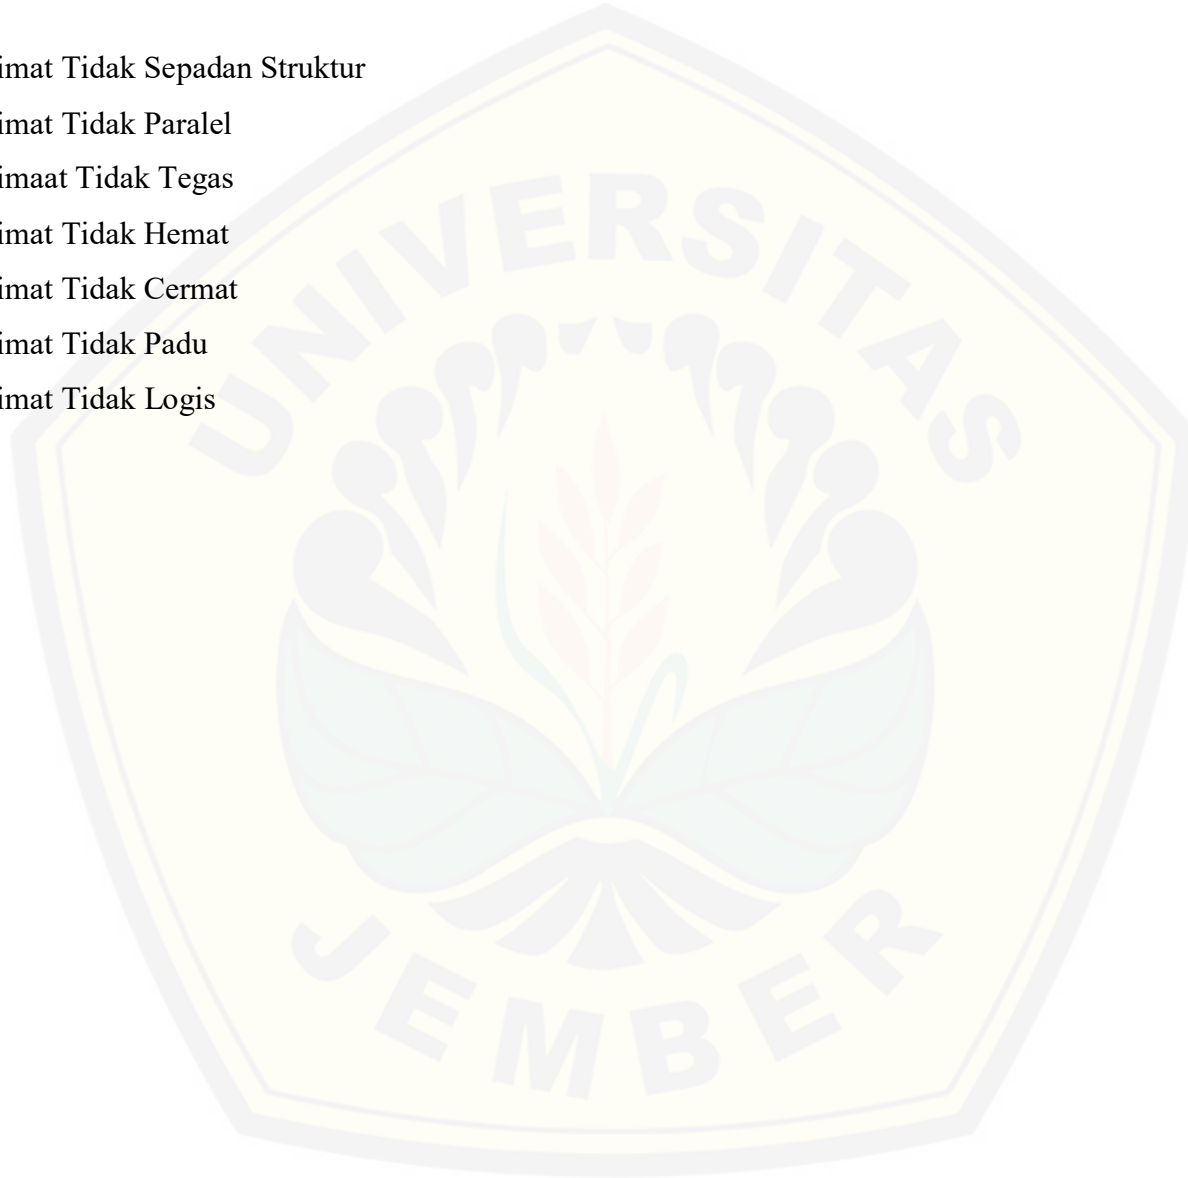 imat Tidak Sepadan Struktur
imat Tidak Paralel
imaat Tidak Tegas
imat Tidak Hemat
imat Tidak Cermat
imat Tidak Padu
imat Tidak Logis
UNIVERSITAS
JEMBER